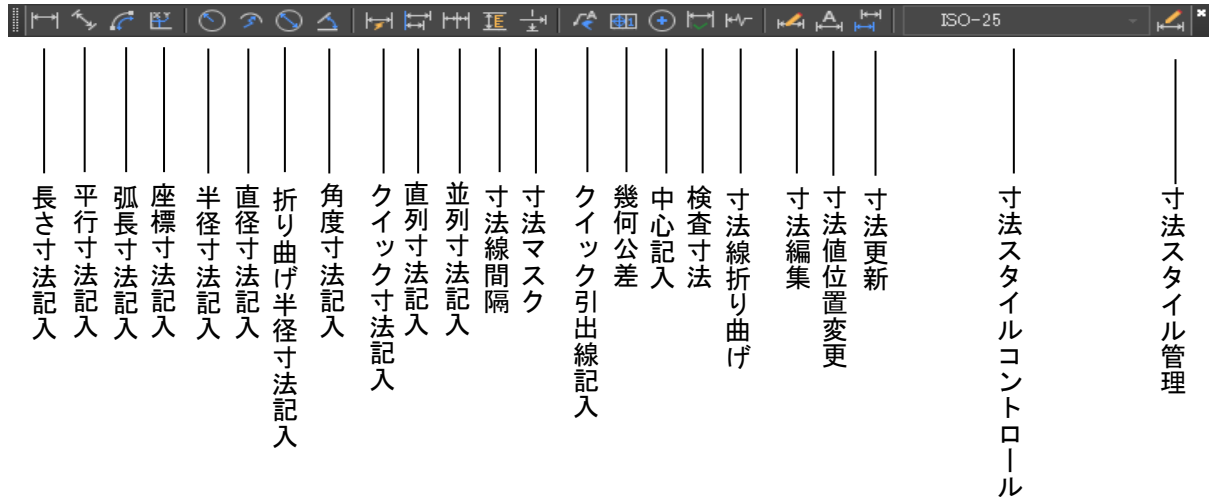 ISO-25
長さ寸法記入
平行寸法記入
弧長寸法記入
座標寸法記入
半径寸法記入
直径寸法記入
折り曲げ半径寸法記入
角度寸法記入
クイック寸法記入
直列寸法記入
並列寸法記入
寸法線間隔
寸法マスク
クイック引出線記入
幾何公差
中心記入
検査寸法
寸法線折り曲げ
寸法編集
寸法値位置変更
寸法更新
寸法スタイルコントロール
寸法スタイル管理